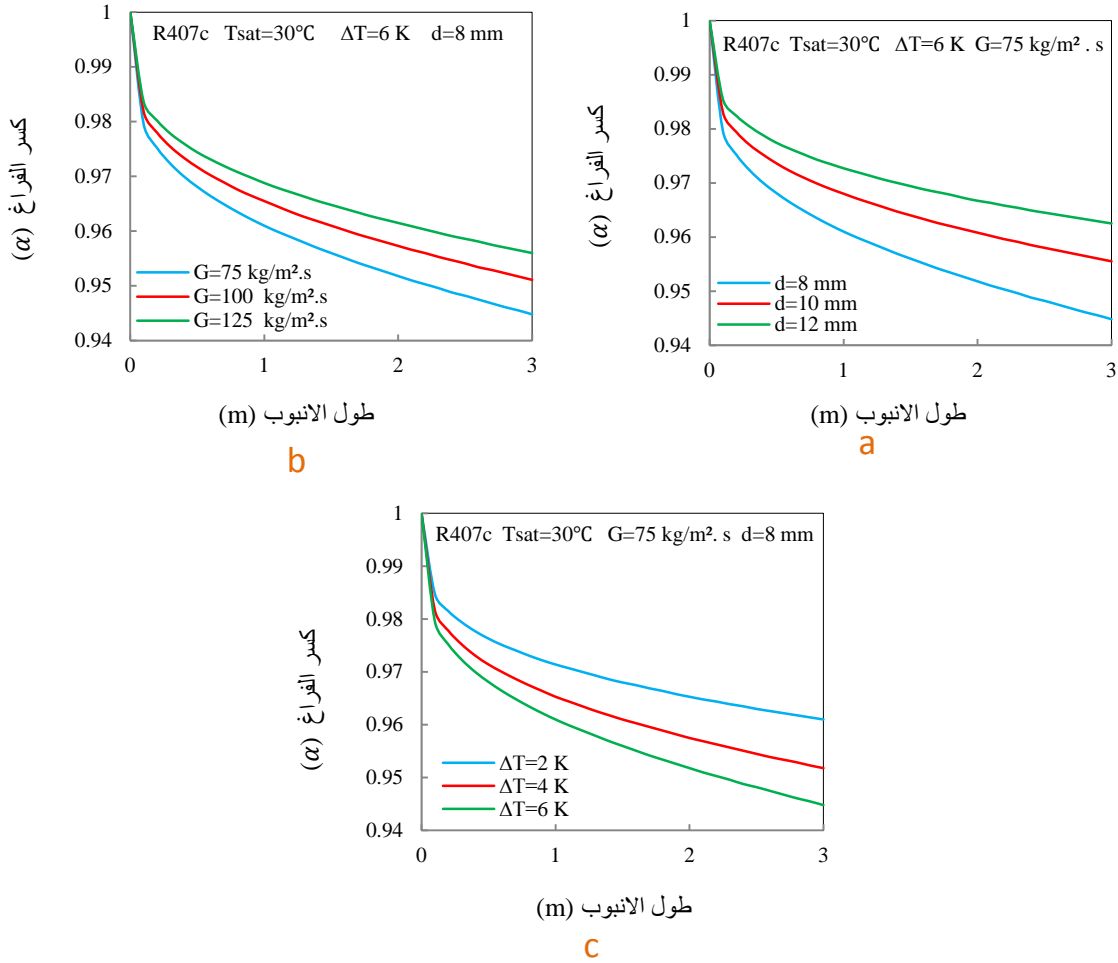 R407c Tsat=30℃ ΔT=6 K d=8 mm
1
0.99
0.98
0.97
0.96
0.95
0.94
كسر الفراغ (α)
G=75 kg/m².s
G=100 kg/m².s
G=125 kg/m².s
0 1 2 3
طول الانبوب (m)
b
R407c Tsat=30℃ ΔT=6 K G=75 kg/m² . s
1
0.99
0.98
0.97
0.96
0.95
0.94
كسر الفراغ (α)
d=8 mm
d=10 mm
d=12 mm
0 1 2 3
طول الانبوب (m)
a
R407c Tsat=30℃ G=75 kg/m². s d=8 mm
1
0.99
0.98
0.97
0.96
0.95
0.94
كسر الفراغ (α)
ΔT=2 K
ΔT=4 K
ΔT=6 K
0 1 2 3
طول الانبوب (m)
c